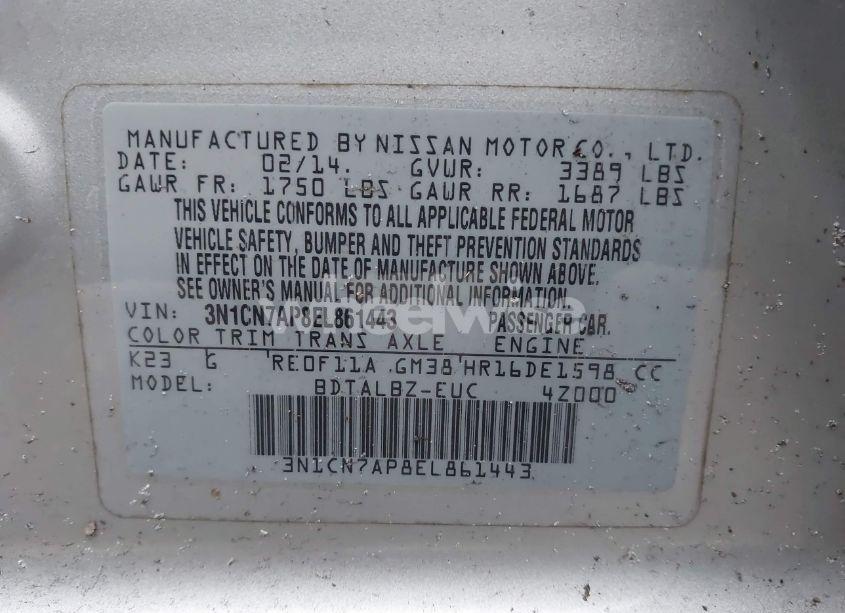 MANUFACTURED BY NISSAN MOTOR CO., LTD.
DATE: 02/14. GVWR: 3389 LBS
GAWR FR: 1750 LBS GAWR RR: 1687 LBS
THIS VEHICLE CONFORMS TO ALL APPLICABLE FEDERAL MOTOR
VEHICLE SAFETY, BUMPER AND THEFT PREVENTION STANDARDS
IN EFFECT ON THE DATE OF MANUFACTURE SHOWN ABOVE.
SEE OWNER'S MANUAL FOR ADDITIONAL INFORMATION.
VIN: 3N1CN7AP8EL861443 PASSENGER CAR.
COLOR TRIM TRANS AXLE ENGINE
K23 G RE0F11A GM38 HR16DE1598 CC
MODEL: BDTALBZ-EUC 4Z000
3N1CN7AP8EL861443